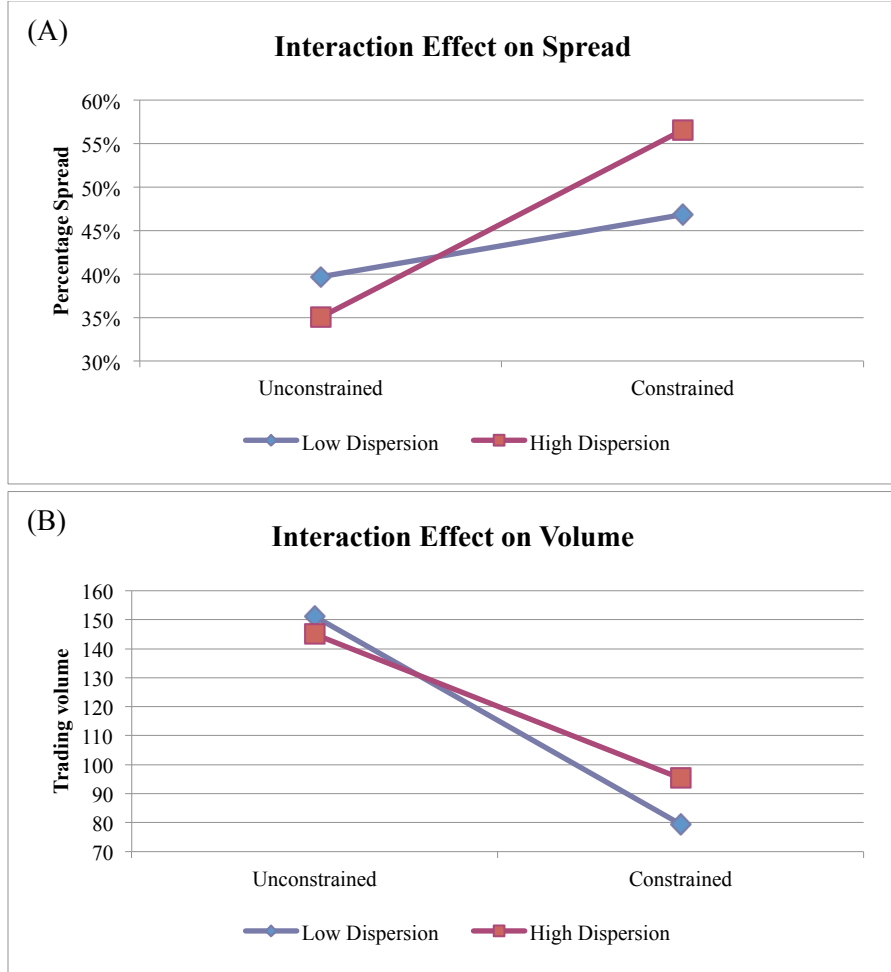 (A)
Interaction Effect on Spread
Percentage Spread
60%
55%
50%
45%
40%
35%
30%
Unconstrained Constrained
Low Dispersion High Dispersion
(B)
Interaction Effect on Volume
Trading volume
160
150
140
130
120
110
100
90
80
70
Unconstrained Constrained
Low Dispersion High Dispersion